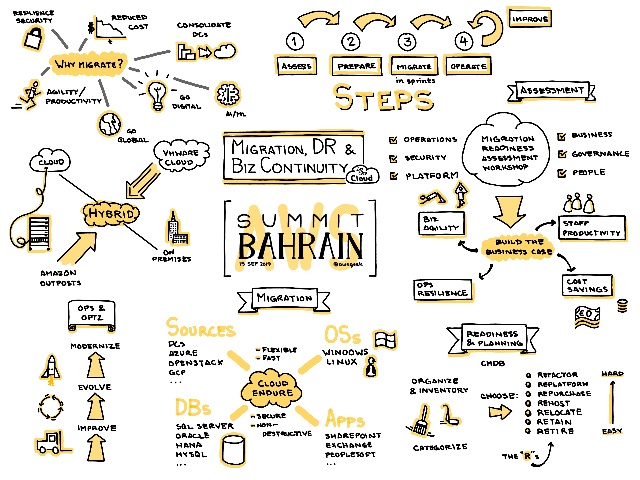 RESILIENCE
SECURITY
REDUCED
COST
CONSOLIDATE
DCs
WHY MIGRATE?
AGILITY/
PRODUCTIVITY
GO
DIGITAL
AI/ML
GO
GLOBAL
1
2
3
4
IMPROVE
ASSESS
PREPARE
MIGRATE
OPERATE
in sprints
STEPS
ASSESSMENT
CLOUD
VMWARE
CLOUD
HYBRID
AMAZON
OUTPOSTS
ON
PREMISES
MIGRATION, DR &
BIZ CONTINUITY
Cloud
AWS
SUMMIT
BAHRAIN
15 SEP 2019
@awsgeek
OPERATIONS
SECURITY
PLATFORM
MIGRATION
READINESS
ASSESSMENT
WORKSHOP
BUSINESS
GOVERNANCE
PEOPLE
BIZ
AGILITY
STAFF
PRODUCTIVITY
BUILD THE
BUSINESS CASE
OPS
RESILIENCE
COST
SAVINGS
OPS &
OPTZ
MODERNIZE
EVOLVE
IMPROVE
MIGRATION
SOURCES
DCS
AZURE
OPENSTACK
GCP
...
OSs
WINDOWS
LINUX
- FLEXIBLE
- FAST
CLOUD
ENDURE
- SECURE
- NON-
DESTRUCTIVE
DBs
SQL SERVER
ORACLE
HANA
MYSQL
...
APPS
SHAREPOINT
EXCHANGE
PEOPLESOFT
...
READINESS
& PLANNING
CMDB
ORGANIZE
& INVENTORY
CATEGORIZE
CHOOSE:
REFACTOR
REPLATFORM
REPURCHASE
REHOST
RELOCATE
RETAIN
RETIRE
HARD
EASY
THE "R"s